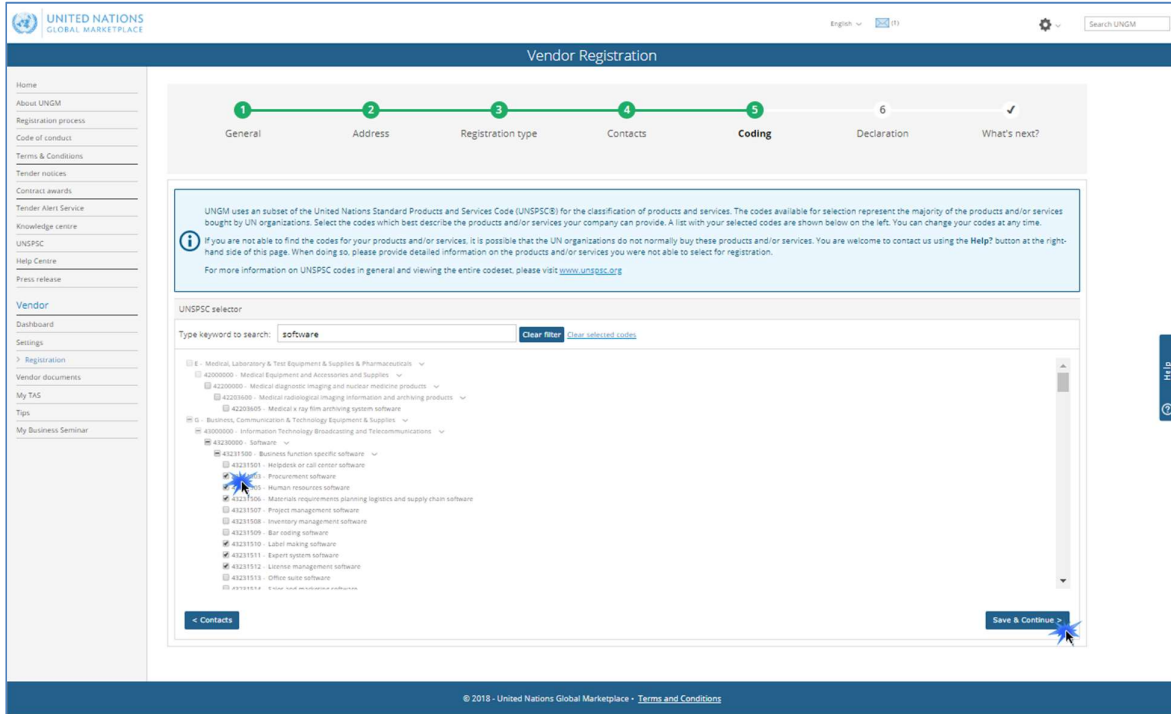 UNITED NATIONS
GLOBAL MARKETPLACE
English
(1)
Search UNGM
Vendor Registration
Home
About UNGM
Registration process
Code of conduct
Terms & Conditions
Tender notices
Contract awards
Tender Alert Service
Knowledge centre
UNSPSC
Help Centre
Press release
Vendor
Dashboard
Settings
> Registration
Vendor documents
My TAS
Tips
My Business Seminar
1 2 3 4 5 6
General Address Registration type Contacts Coding Declaration What's next?
UNGM uses an subset of the United Nations Standard Products and Services Code (UNSPSC®) for the classification of products and services. The codes available for selection represent the majority of the products and/or services
bought by UN organizations. Select the codes which best describe the products and/or services your company can provide. A list with your selected codes are shown below on the left. You can change your codes at any time.
If you are not able to find the codes for your products and/or services, it is possible that the UN organizations do not normally buy these products and/or services. You are welcome to contact us using the Help? button at the right-
hand side of this page. When doing so, please provide detailed information on the products and/or services you were not able to select for registration.
For more information on UNSPSC codes in general and viewing the entire codeset, please visit www.unspsc.org
UNSPSC selector
Type keyword to search: software Clear filter Clear selected codes
E - Medical, Laboratory & Test Equipment & Supplies & Pharmaceuticals
42000000 - Medical Equipment and Accessories and Supplies
42200000 - Medical diagnostic imaging and nuclear medicine products
42203600 - Medical radiological imaging information and archiving products
42203605 - Medical x ray film archiving system software
G - Business, Communication & Technology Equipment & Supplies
43000000 - Information Technology Broadcasting and Telecommunications
43230000 - Software
43231500 - Business function specific software
43231501 - Helpdesk or call center software
- Procurement software
- Human resources software
43231506 - Materials requirements planning logistics and supply chain software
43231507 - Project management software
43231508 - Inventory management software
43231509 - Bar coding software
43231510 - Label making software
43231511 - Expert system software
43231512 - License management software
43231513 - Office suite software
43231514 - Sales and marketing software
< Contacts
Save & Continue >
Help
© 2018 - United Nations Global Marketplace • Terms and Conditions